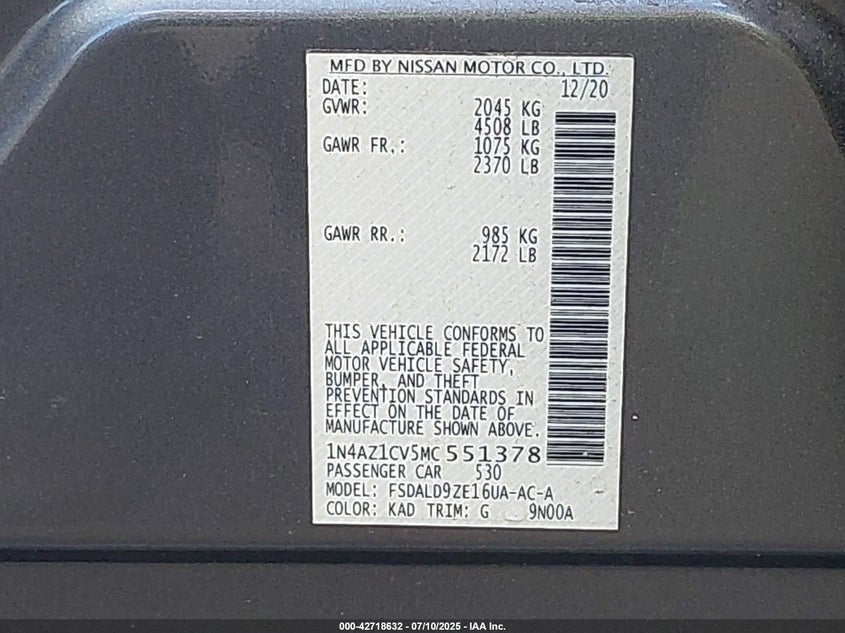 MFD BY NISSAN MOTOR CO., LTD.
DATE: 12/20
GVWR: 2045 KG
4508 LB
GAWR FR.: 1075 KG
2370 LB
GAWR RR.: 985 KG
2172 LB
THIS VEHICLE CONFORMS TO
ALL APPLICABLE FEDERAL
MOTOR VEHICLE SAFETY,
BUMPER, AND THEFT
PREVENTION STANDARDS IN
EFFECT ON THE DATE OF
MANUFACTURE SHOWN ABOVE.
1N4AZ1CV5MC551378
PASSENGER CAR 530
MODEL: FSDALD9ZE16UA-AC-A
COLOR: KAD TRIM: G 9N00A
000-42718632 - 07/10/2025 - IAA Inc.